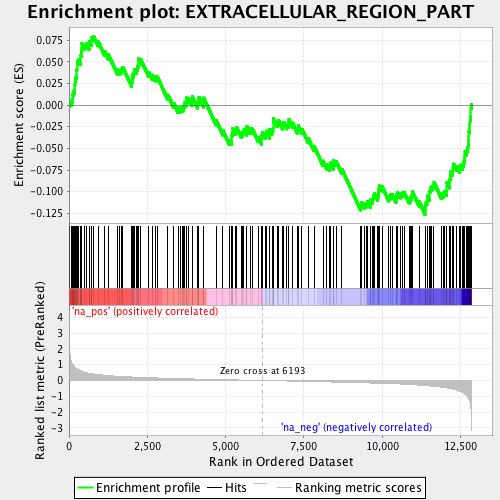 Enrichment plot: EXTRACELLULAR_REGION_PART
Enrichment score (ES)
0.075
0.050
0.025
0.000
-0.025
-0.050
-0.075
-0.100
-0.125
'na_pos' (positively correlated)
Ranked list metric (PreRanked)
4
3
2
1
0
-1
-2
-3
Zero cross at 6193
'na_neg' (negatively correlated)
0
2,500
5,000
7,500
10,000
12,500
Rank in Ordered Dataset
Enrichment profile
Hits
Ranking metric scores